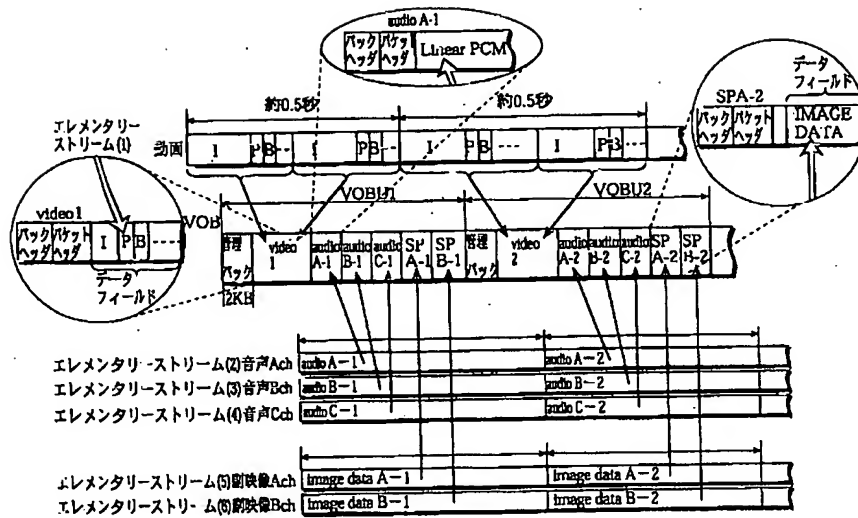 audio A-1
パック ヘッダ パケット ヘッダ Linear PCM
データ フィールド
SPA-2
パック ヘッダ パケット ヘッダ IMAGE DATA
約0.5秒 約0.5秒
エレメンタリー ストリーム(1)
動画 I P B ---- I P B --- I P B ---- I P B ---
VOBU1 VOBU2
VOB
video 1
パック ヘッダ パケット ヘッダ I P B ------
データ フィールド
管理 パック video 1 audio A-1 audio B-1 audio C-1 SP A-1 SP B-1 管理 パック video 2 audio A-2 audio B-2 audio C-2 SP A-2 SP B-2
2KB
エレメンタリーストリーム(2)音声Ach audio A-1 audio A-2
エレメンタリーストリーム(3)音声Bch audio B-1 audio B-2
エレメンタリーストリーム(4)音声Cch audio C-1 audio C-2
エレメンタリーストリーム(5)副映像Ach image data A-1 image data A-2
エレメンタリーストリーム(6)副映像Bch image data B-1 image data B-2